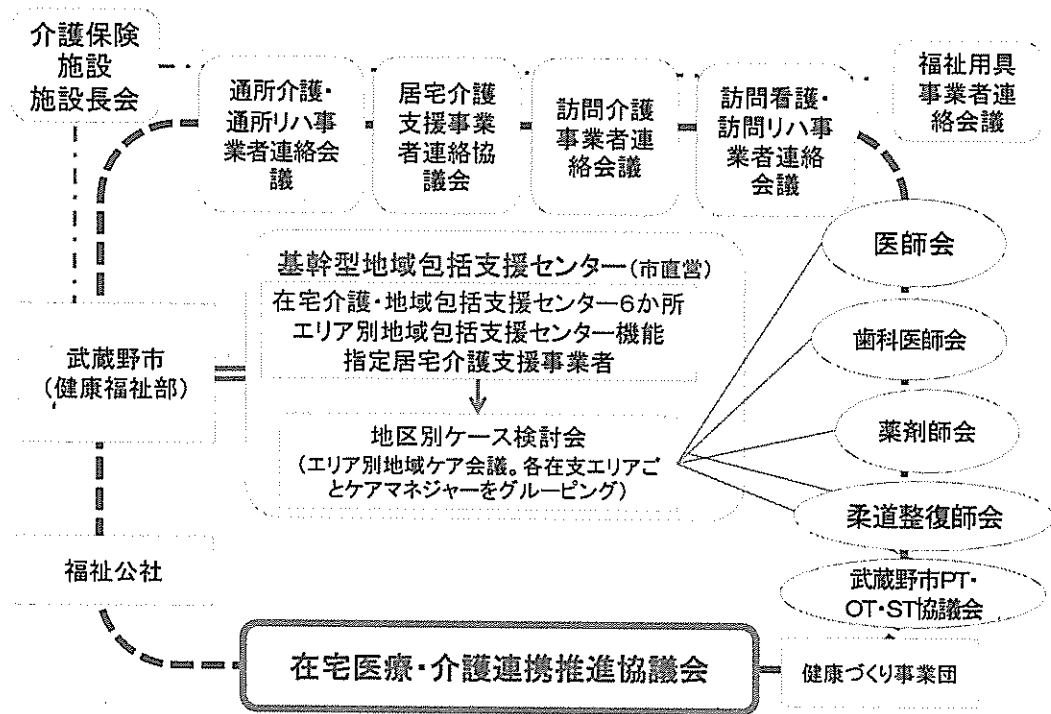 介護保険
施設
施設長会
通所介護・
通所リハ事
業者連絡会
議
居宅介護
支援事業
者連絡協
議会
訪問介護
事業者連
絡会議
訪問看護・
訪問リハ事
業者連絡
会議
福祉用具
事業者連
絡会議
医師会
基幹型地域包括支援センター(市直営)
在宅介護・地域包括支援センター6か所
エリア別地域包括支援センター機能
指定居宅介護支援事業者
歯科医師会
武蔵野市
(健康福祉部)
地区別ケース検討会
(エリア別地域ケア会議。各在支エリアご
とケアマネジャーをグルーピング)
薬剤師会
柔道整復師会
福祉公社
武蔵野市PT・
OT・ST協議会
在宅医療・介護連携推進協議会
健康づくり事業団